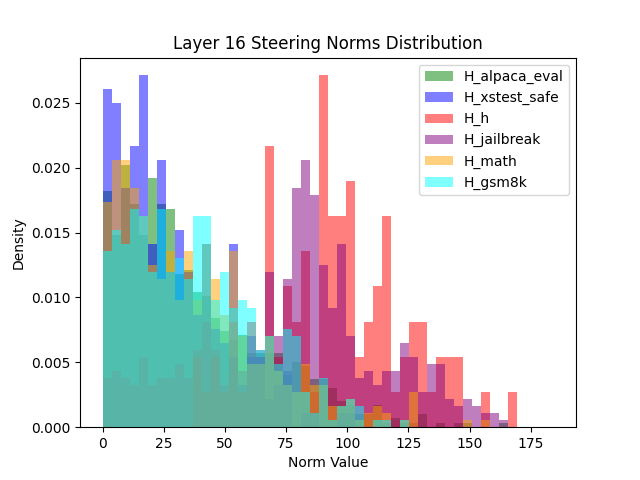 Layer 16 Steering Norms Distribution
H_alpaca_eval
H_xstest_safe
H_h
H_jailbreak
H_math
H_gsm8k
Density
0.025
0.020
0.015
0.010
0.005
0.000
0 25 50 75 100 125 150 175
Norm Value